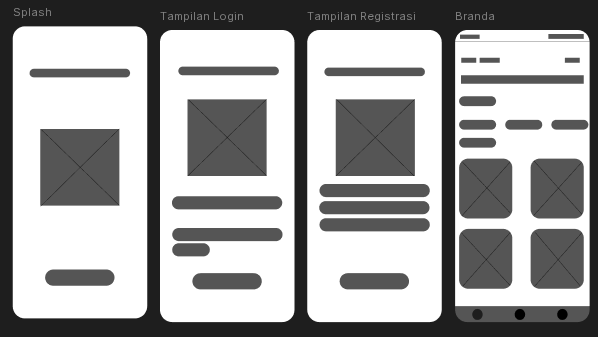 Splash
Tampilan Login
Tampilan Registrasi
Branda